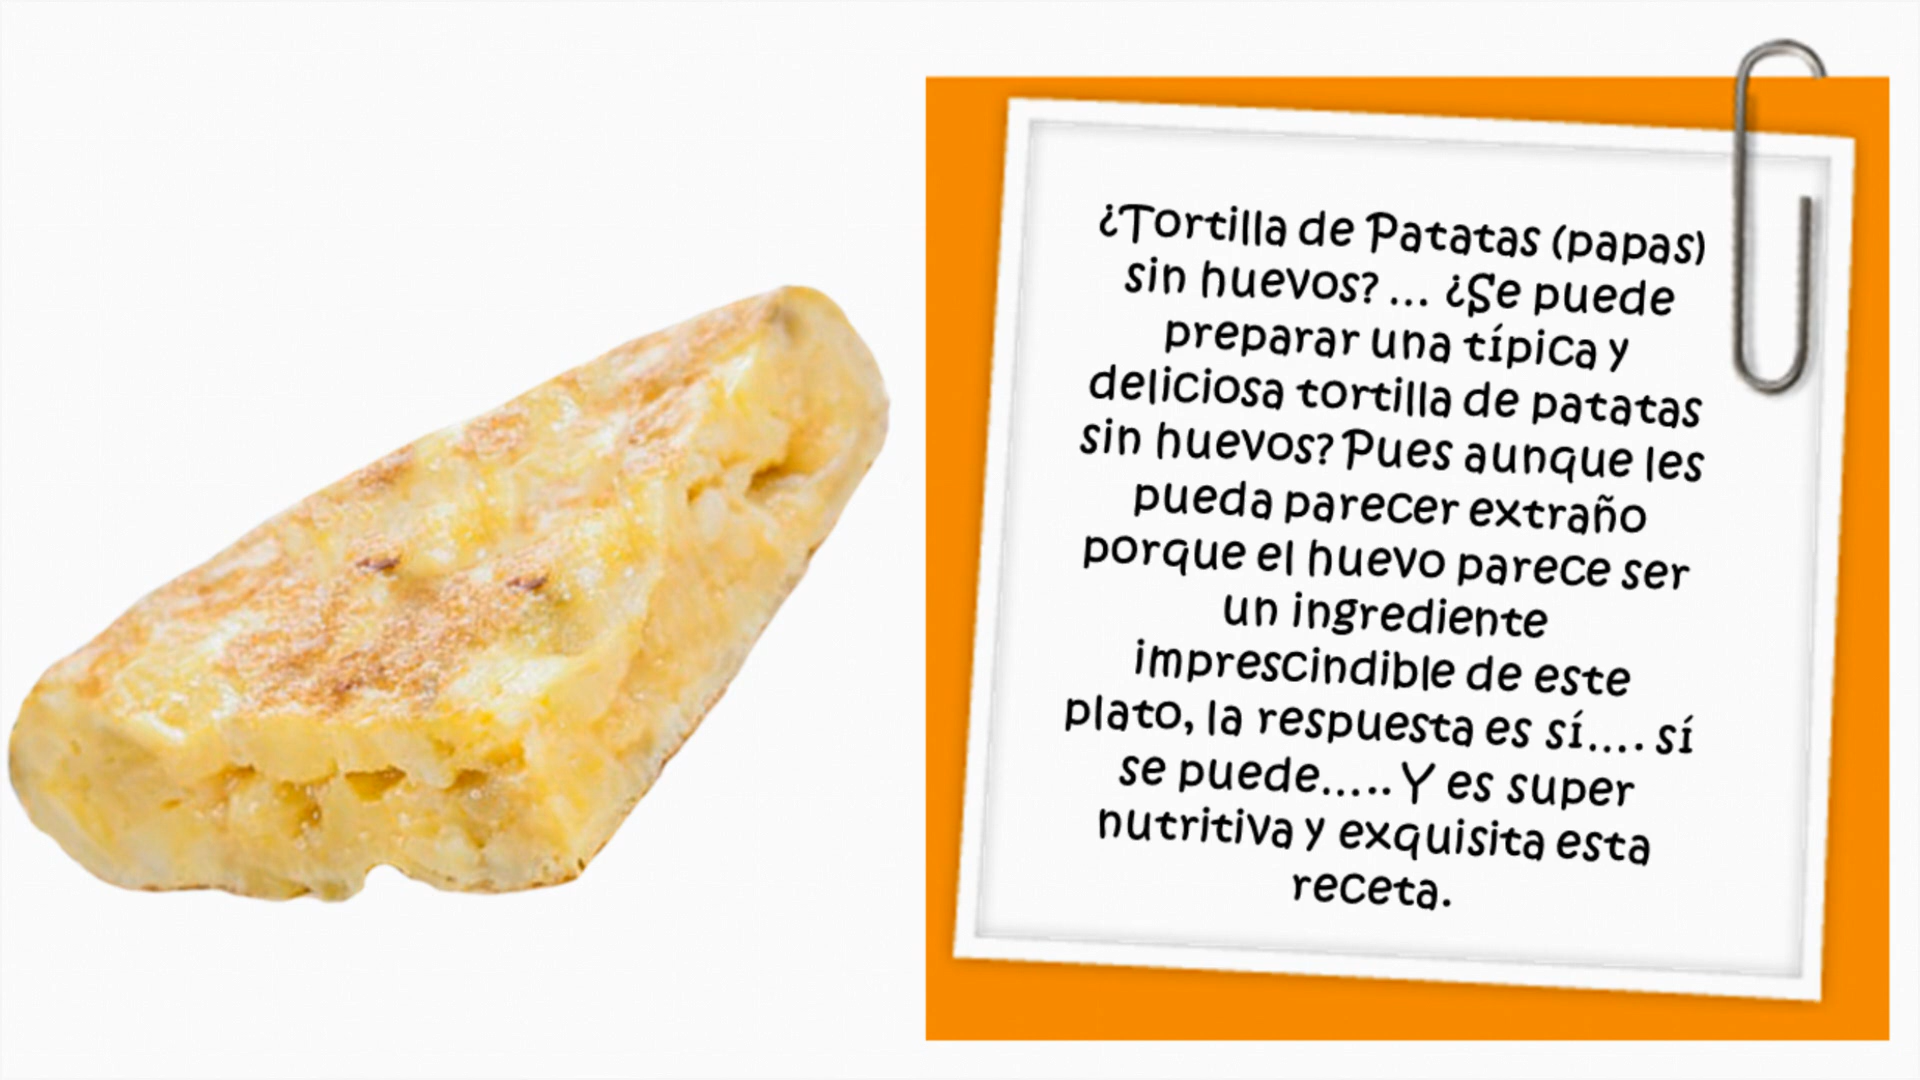 ¿Tortilla de Patatas (papas)
sin huevos? ... ¿Se puede
preparar una típica y
deliciosa tortilla de patatas
sin huevos? Pues aunque les
pueda parecer extraño
porque el huevo parece ser
un ingrediente
imprescindible de este
plato, la respuesta es sí.... sí
se puede..... Y es super
nutritiva y exquisita esta
receta.